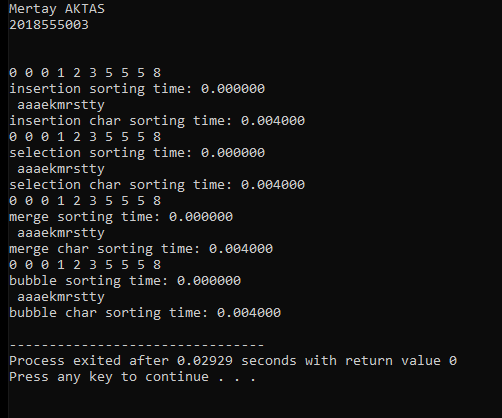 Mertay AKTAS
2018555003
0 0 0 1 2 3 5 5 5 8
insertion sorting time: 0.000000
aaaekmrstty
insertion char sorting time: 0.004000
0 0 0 1 2 3 5 5 5 8
selection sorting time: 0.000000
aaaekmrstty
selection char sorting time: 0.004000
0 0 0 1 2 3 5 5 5 8
merge sorting time: 0.000000
aaaekmrstty
merge char sorting time: 0.004000
0 0 0 1 2 3 5 5 5 8
bubble sorting time: 0.000000
aaaekmrstty
bubble char sorting time: 0.004000
--------------------------------
Process exited after 0.02929 seconds with return value 0
Press any key to continue . . .